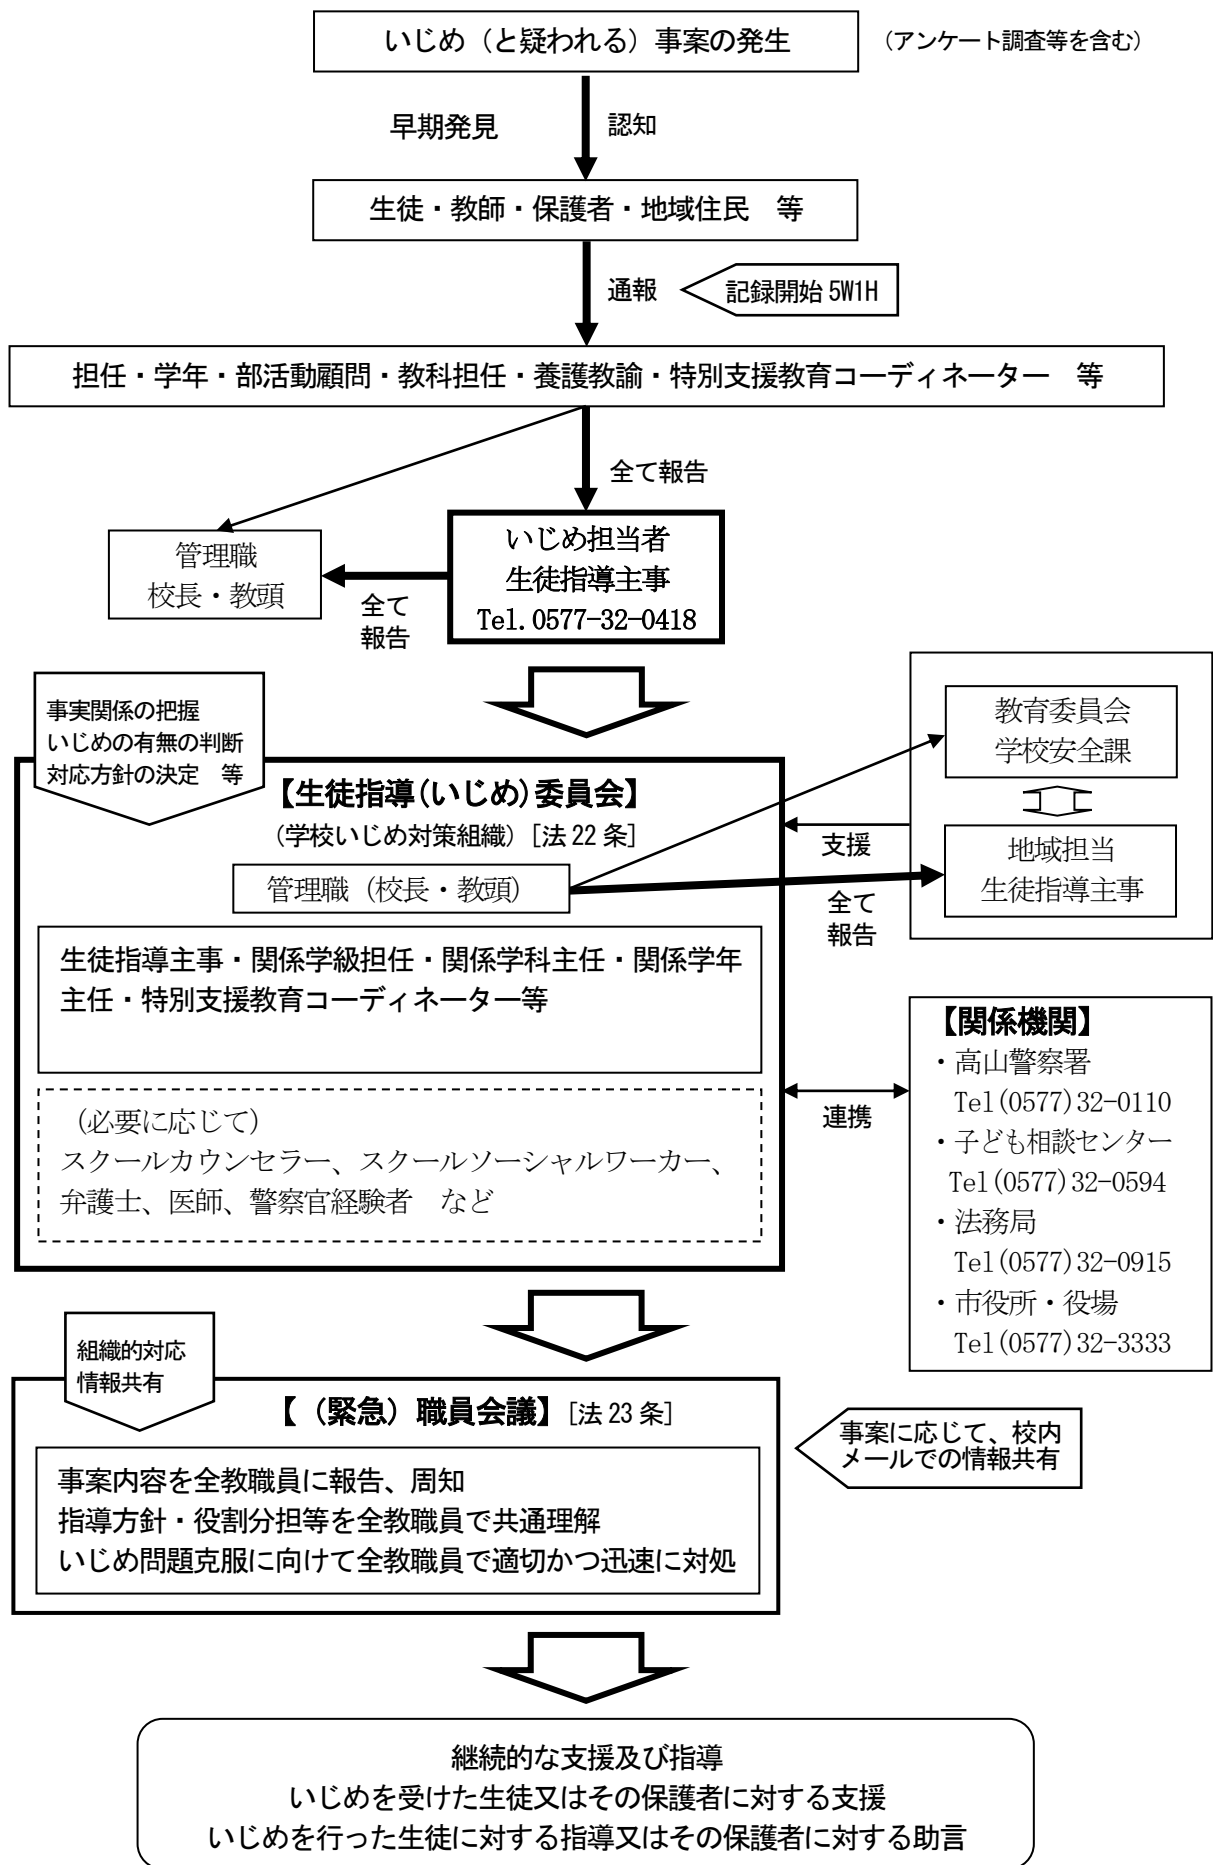 いじめ（と疑われる）事案の発生
（アンケート調査等を含む）
早期発見
認知
生徒・教師・保護者・地域住民　等
通報
記録開始 5W1H
担任・学年・部活動顧問・教科担任・養護教諭・特別支援教育コーディネーター　等
全て報告
いじめ担当者
生徒指導主事
Tel.0577-32-0418
管理職
校長・教頭
全て
報告
事実関係の把握
いじめの有無の判断
対応方針の決定　等
【生徒指導(いじめ)委員会】
（学校いじめ対策組織）[法 22 条]
管理職（校長・教頭）
生徒指導主事・関係学級担任・関係学科主任・関係学年
主任・特別支援教育コーディネーター等
（必要に応じて）
スクールカウンセラー、スクールソーシャルワーカー、
弁護士、医師、警察官経験者　など
教育委員会
学校安全課
地域担当
生徒指導主事
支援
全て
報告
【関係機関】
・高山警察署
Tel(0577)32-0110
・子ども相談センター
Tel(0577)32-0594
・法務局
Tel(0577)32-0915
・市役所・役場
Tel(0577)32-3333
連携
組織的対応
情報共有
【（緊急）職員会議】[法 23 条]
事案内容を全教職員に報告、周知
指導方針・役割分担等を全教職員で共通理解
いじめ問題克服に向けて全教職員で適切かつ迅速に対処
事案に応じて、校内
メールでの情報共有
継続的な支援及び指導
いじめを受けた生徒又はその保護者に対する支援
いじめを行った生徒に対する指導又はその保護者に対する助言